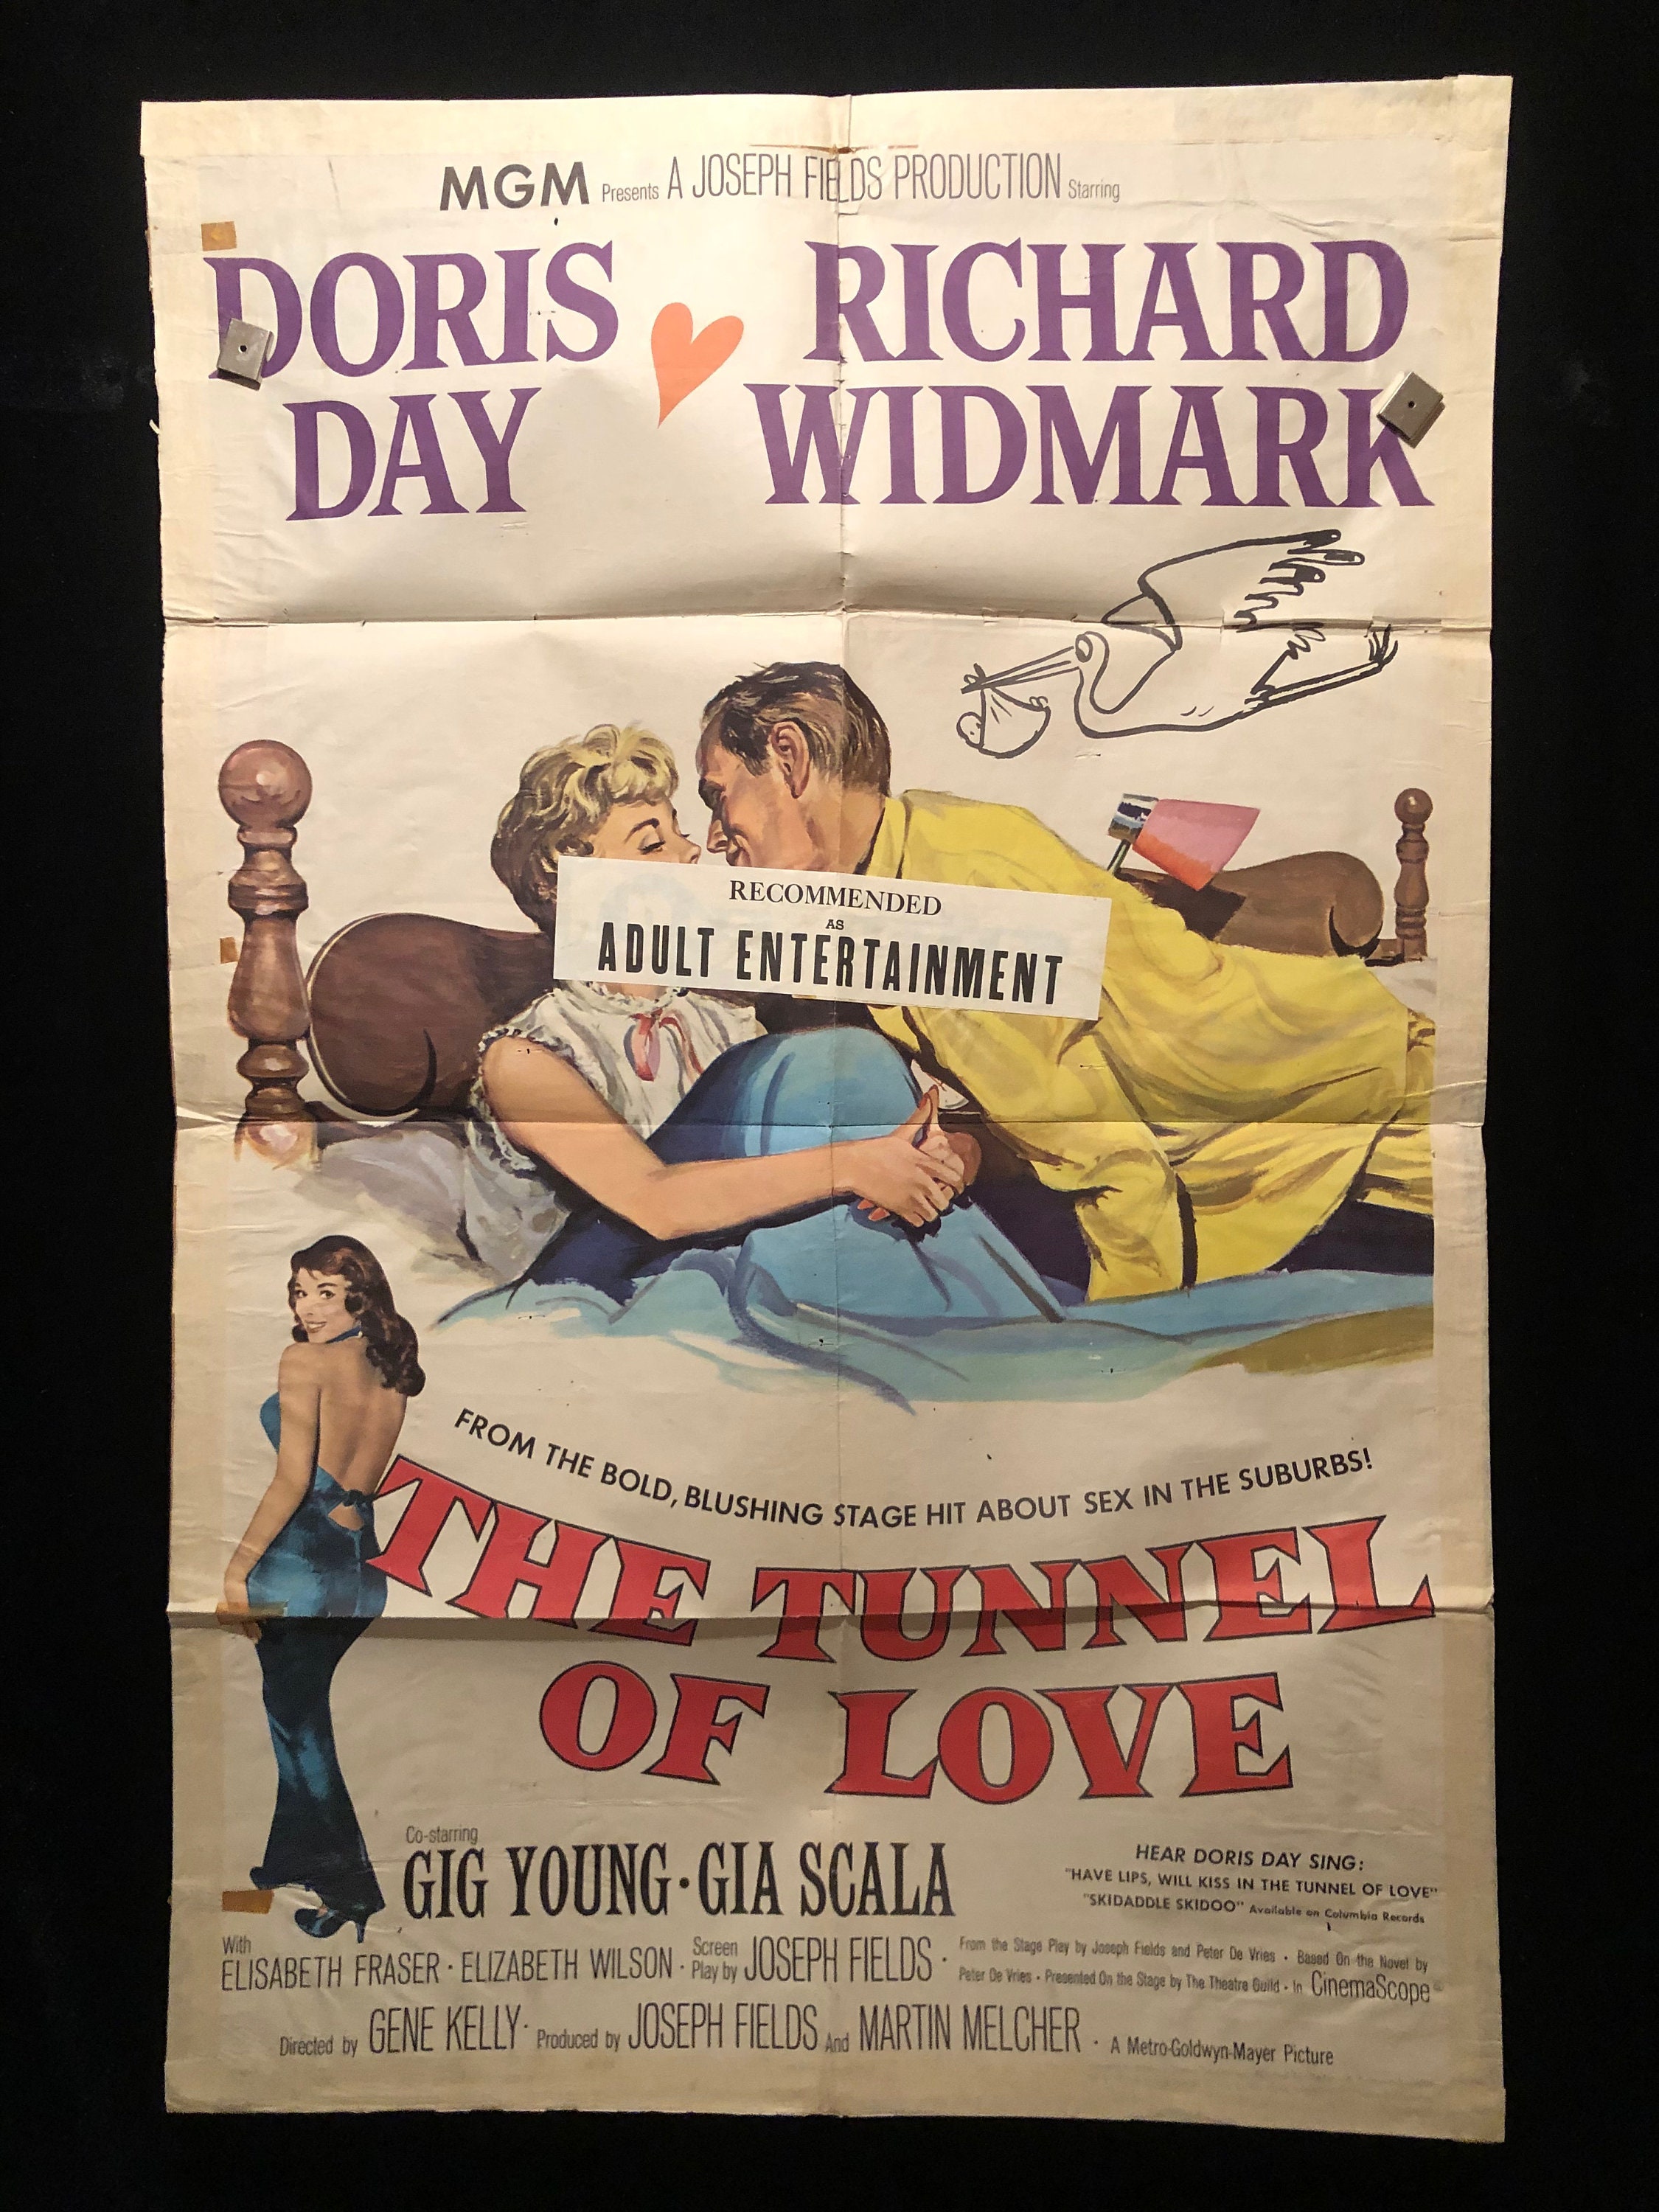 MGM Presents A JOSEPH FIELDS PRODUCTION Starring
DORIS DAY
RICHARD WIDMARK
RECOMMENDED
AS
ADULT ENTERTAINMENT
FROM THE BOLD, BLUSHING STAGE HIT ABOUT SEX IN THE SUBURBS!
THE TUNNEL
OF LOVE
Co-starring
GIG YOUNG · GIA SCALA
HEAR DORIS DAY SING:
"HAVE LIPS, WILL KISS IN THE TUNNEL OF LOVE"
"SKIDADDLE SKIDOO" Available on Columbia Records
With ELISABETH FRASER · ELIZABETH WILSON · Screen Play by JOSEPH FIELDS ·
From the Stage Play by Joseph Fields and Peter De Vries · Based On the Novel by
Peter De Vries · Presented On the Stage by The Theatre Guild · In CinemaScope
Directed by GENE KELLY · Produced by JOSEPH FIELDS And MARTIN MELCHER · A Metro-Goldwyn-Mayer Picture